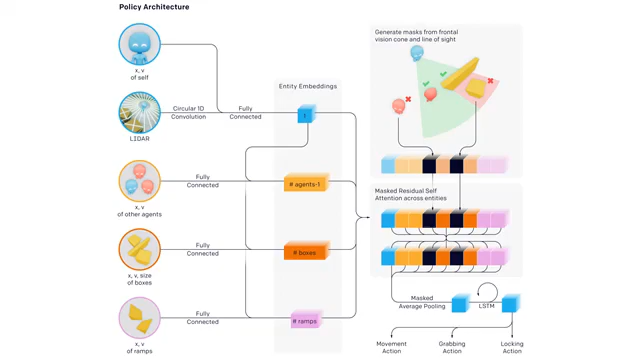 Policy Architecture
x, v
of self
LIDAR
Circular 1D
Convolution
Fully
Connected
Entity Embeddings
1
x, v
of other agents
Fully
Connected
# agents-1
x, v, size
of boxes
Fully
Connected
# boxes
x, v
of ramps
Fully
Connected
# ramps
Generate masks from frontal
vision cone and line of sight
Masked Residual Self
Attention across entities
Masked
Average Pooling
LSTM
Movement
Action
Grabbing
Action
Locking
Action